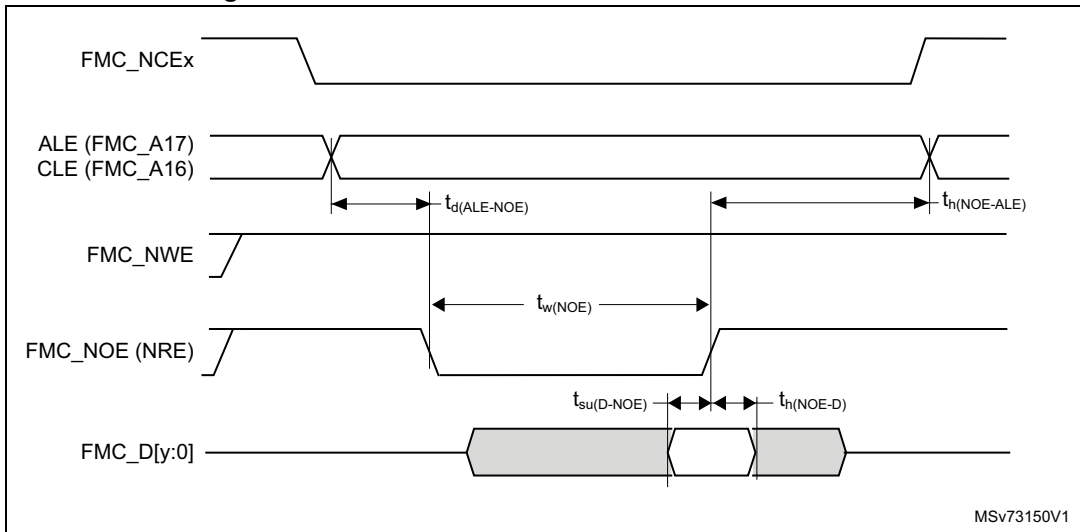 FMC_NCEx
ALE (FMC_A17)
CLE (FMC_A16)
td(ALE-NOE)
th(NOE-ALE)
FMC_NWE
tw(NOE)
FMC_NOE (NRE)
tsu(D-NOE)
th(NOE-D)
FMC_D[y:0]
MSv73150V1